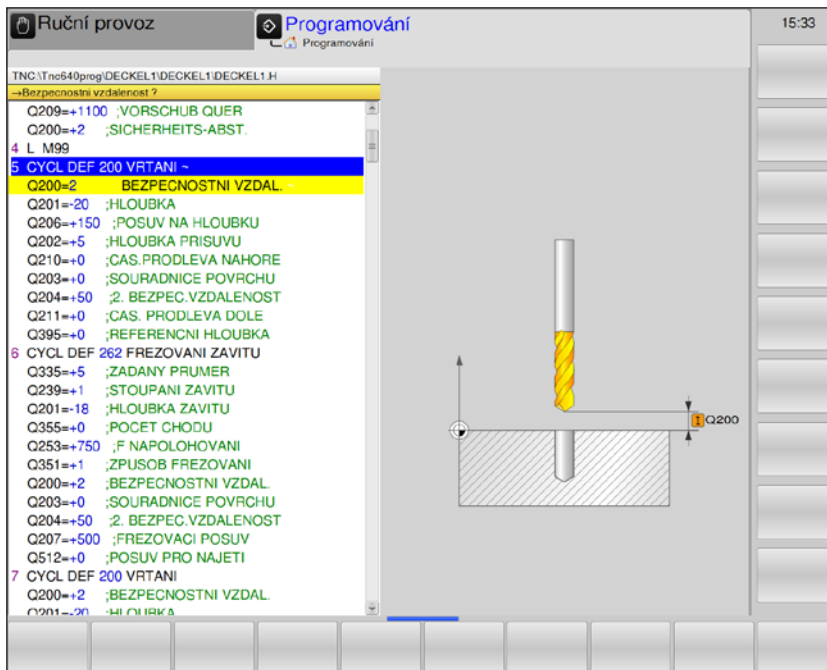 Ruční provoz
Programování
Programování
15:33
TNC:\Tnc640prog\DECKEL1\DECKEL1\DECKEL1.H
→Bezpecnostni vzdalenost ?
Q209=+1100 ;VORSCHUB QUER
Q200=+2 ;SICHERHEITS-ABST.
4 L M99
5 CYCL DEF 200 VRTANI ~
Q200=2 BEZPECNOSTNI VZDAL. ~
Q201=-20 ;HLOUBKA
Q206=+150 ;POSUV NA HLOUBKU
Q202=+5 ;HLOUBKA PRISUVU
Q210=+0 ;CAS.PRODLEVA NAHORE
Q203=+0 ;SOURADNICE POVRCHU
Q204=+50 ;2. BEZPEC.VZDALENOST
Q211=+0 ;CAS. PRODLEVA DOLE
Q395=+0 ;REFERENCNI HLOUBKA
6 CYCL DEF 262 FREZOVANI ZAVITU
Q335=+5 ;ZADANY PRUMER
Q239=+1 ;STOUPANI ZAVITU
Q201=-18 ;HLOUBKA ZAVITU
Q355=+0 ;POCET CHODU
Q253=+750 ;F NAPOLOHOVANI
Q351=+1 ;ZPUSOB FREZOVANI
Q200=+2 ;BEZPECNOSTNI VZDAL.
Q203=+0 ;SOURADNICE POVRCHU
Q204=+50 ;2. BEZPEC.VZDALENOST
Q207=+500 ;FREZOVACI POSUV
Q512=+0 ;POSUV PRO NAJETI
7 CYCL DEF 200 VRTANI
Q200=+2 ;BEZPECNOSTNI VZDAL.
Q201=-20 ;HLOUBKA
Q200